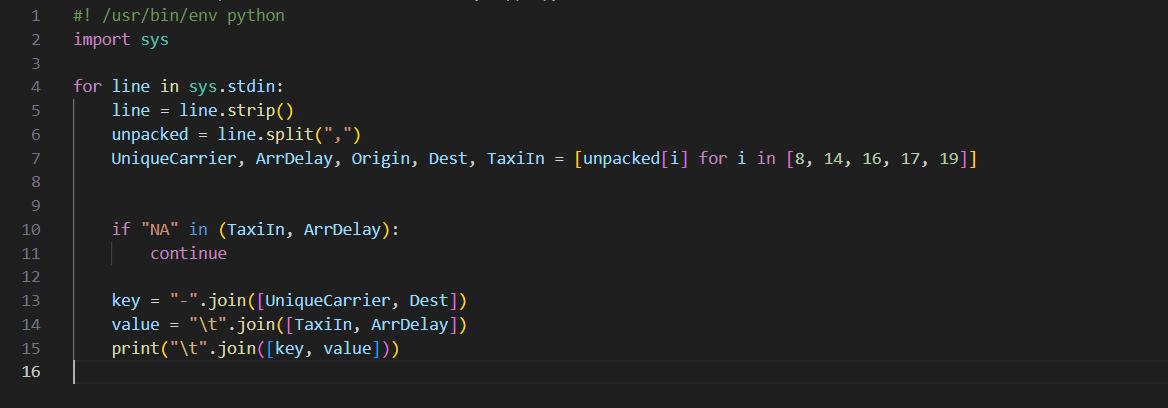 1 #! /usr/bin/env python
2 import sys
3
4 for line in sys.stdin:
5     line = line.strip()
6     unpacked = line.split(",")
7     UniqueCarrier, ArrDelay, Origin, Dest, TaxiIn = [unpacked[i] for i in [8, 14, 16, 17, 19]]
8
9
10     if "NA" in (TaxiIn, ArrDelay):
11         continue
12
13     key = "-".join([UniqueCarrier, Dest])
14     value = "\t".join([TaxiIn, ArrDelay])
15     print("\t".join([key, value]))
16